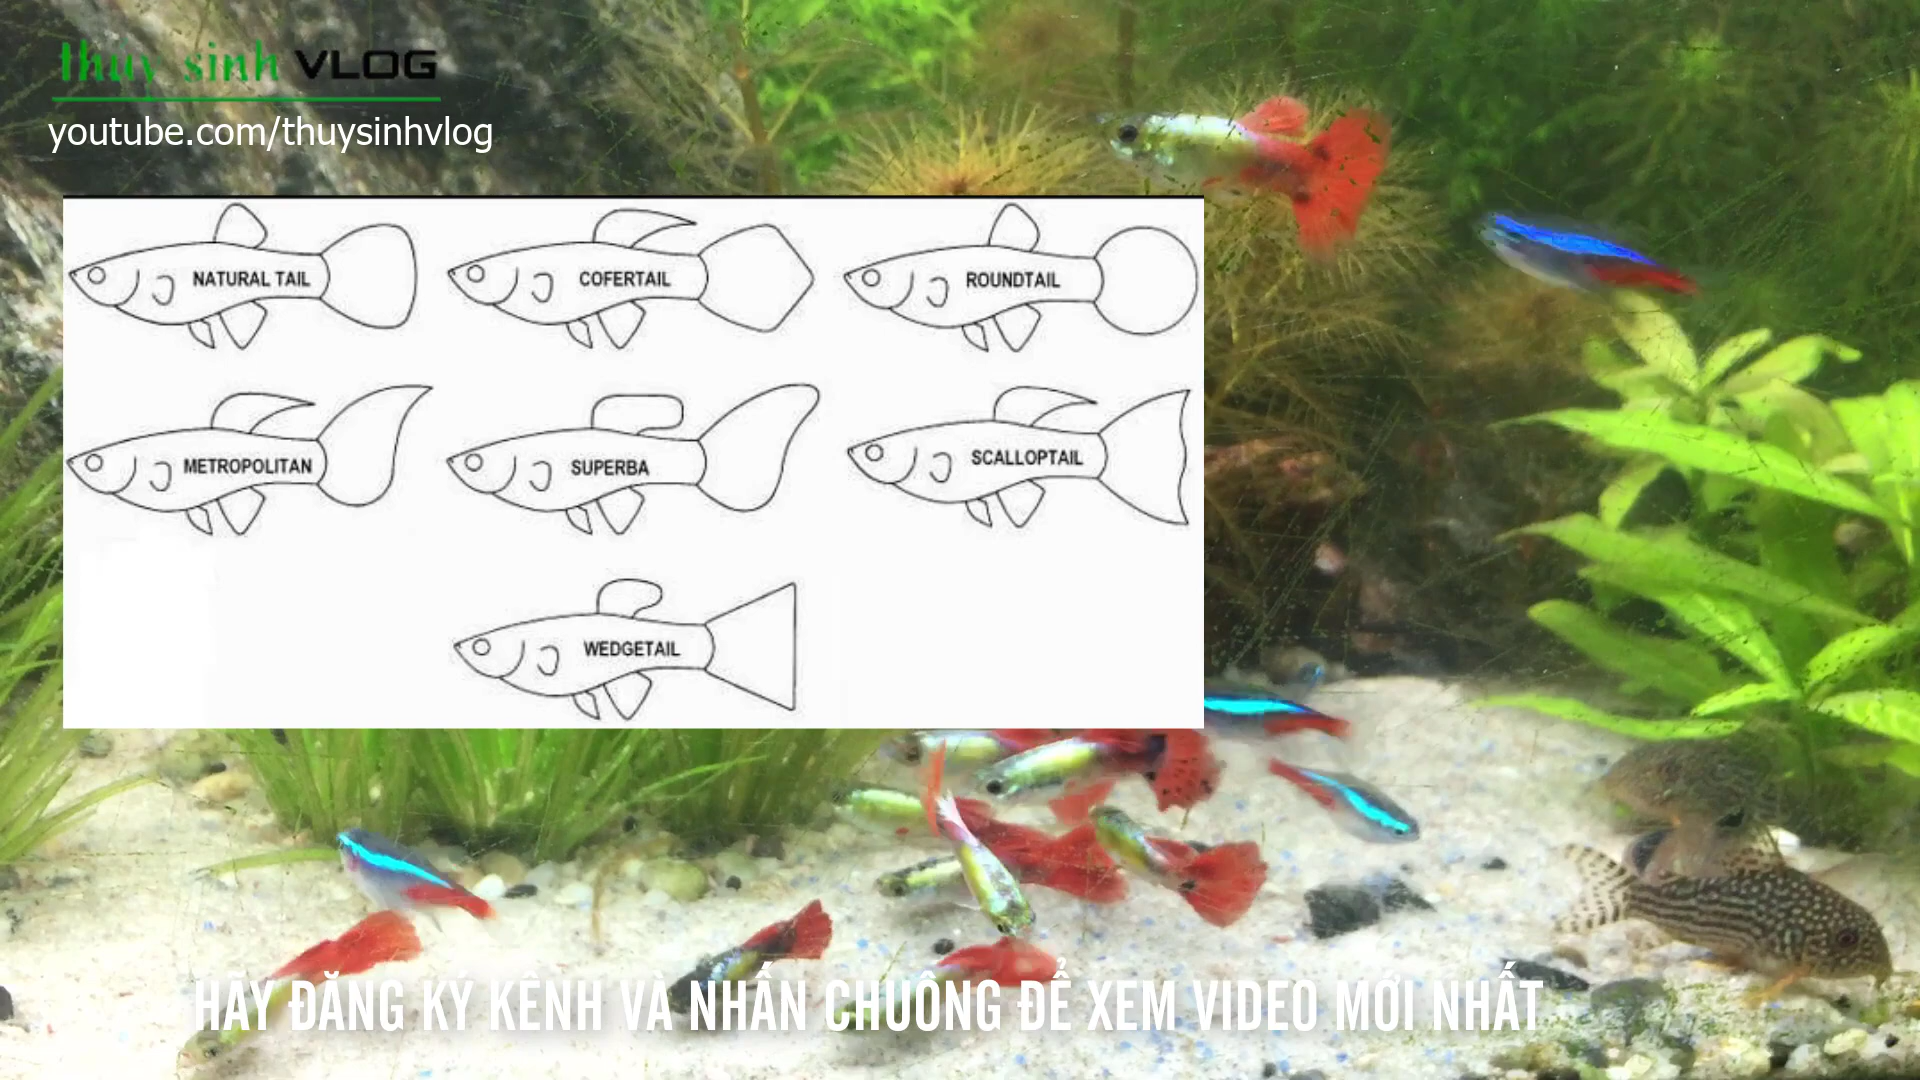 thủy sinh VLOG
youtube.com/thuysinhvlog
NATURAL TAIL
COFERTAIL
ROUNDTAIL
METROPOLITAN
SUPERBA
SCALLOPTAIL
WEDGETAIL
HÃY ĐĂNG KÝ KÊNH VÀ NHẤN CHUÔNG ĐỂ XEM VIDEO MỚI NHẤT